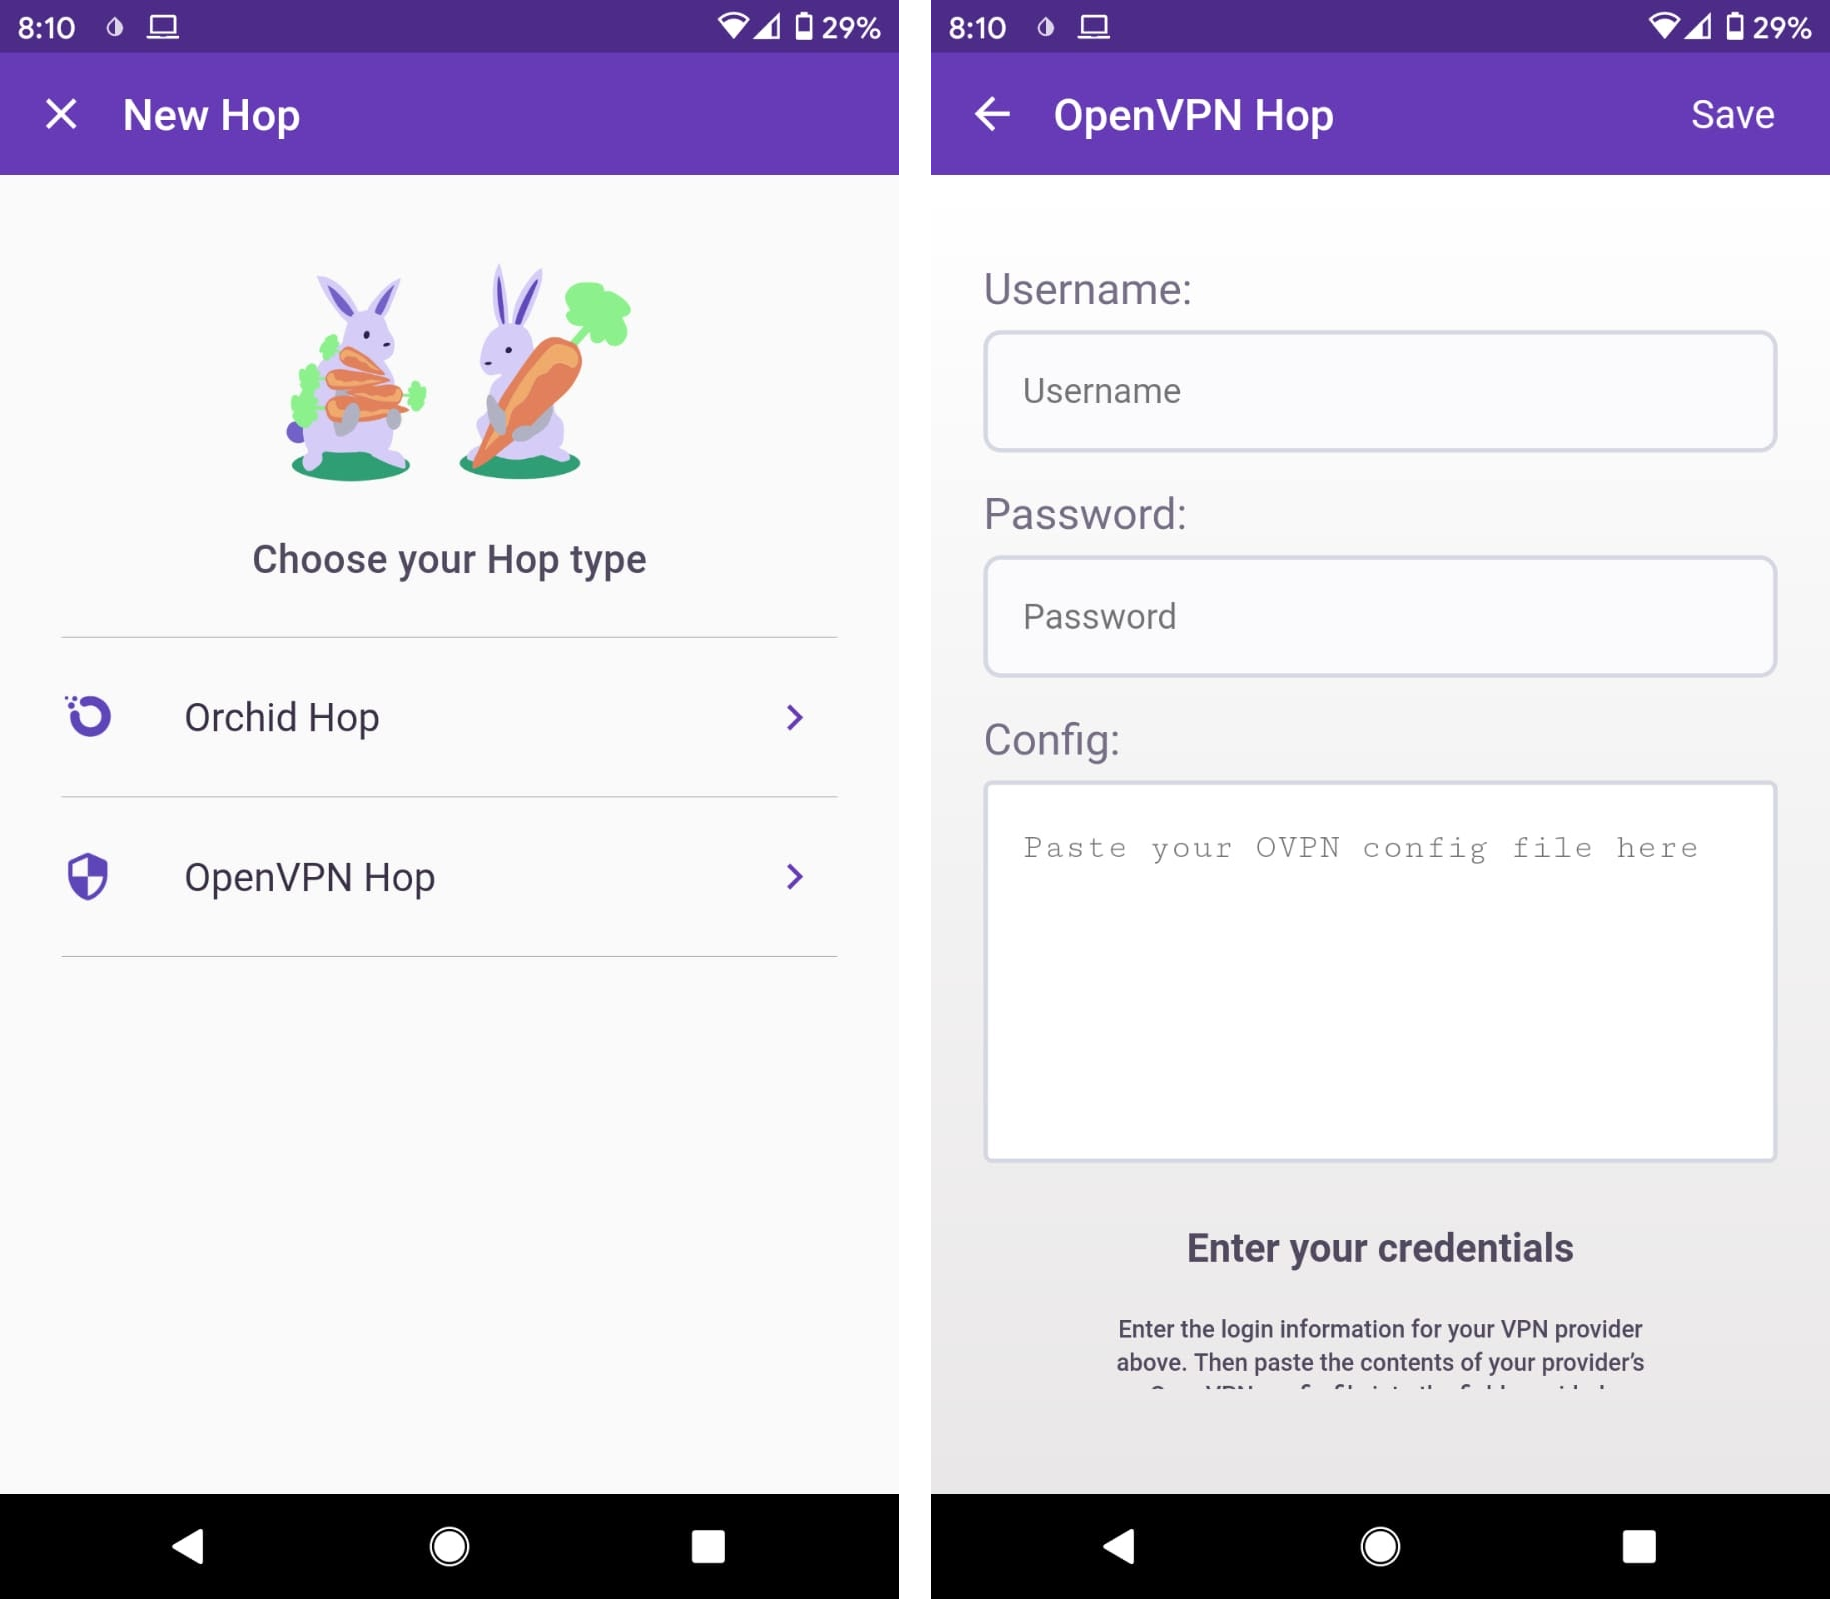 8:10
29%
New Hop
Choose your Hop type
Orchid Hop
OpenVPN Hop
8:10
29%
OpenVPN Hop
Save
Username:
Username
Password:
Password
Config:
Paste your OVPN config file here
Enter your credentials
Enter the login information for your VPN provider
above. Then paste the contents of your provider’s